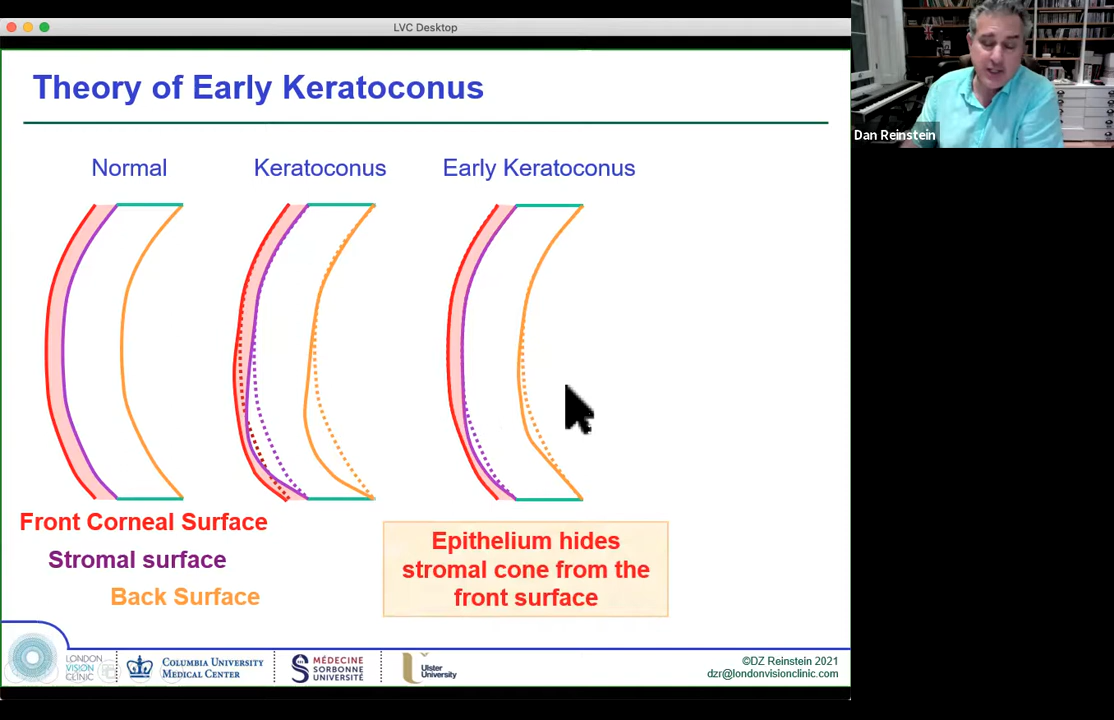 LVC Desktop
Theory of Early Keratoconus
Normal
Keratoconus
Early Keratoconus
Front Corneal Surface
Stromal surface
Back Surface
Epithelium hides
stromal cone from the
front surface
LONDON
VISION
CLINIC
COLUMBIA UNIVERSITY
MEDICAL CENTER
MÉDECINE
SORBONNE
UNIVERSITÉ
Ulster
University
©DZ Reinstein 2021
dzr@londonvisionclinic.com
Dan Reinstein